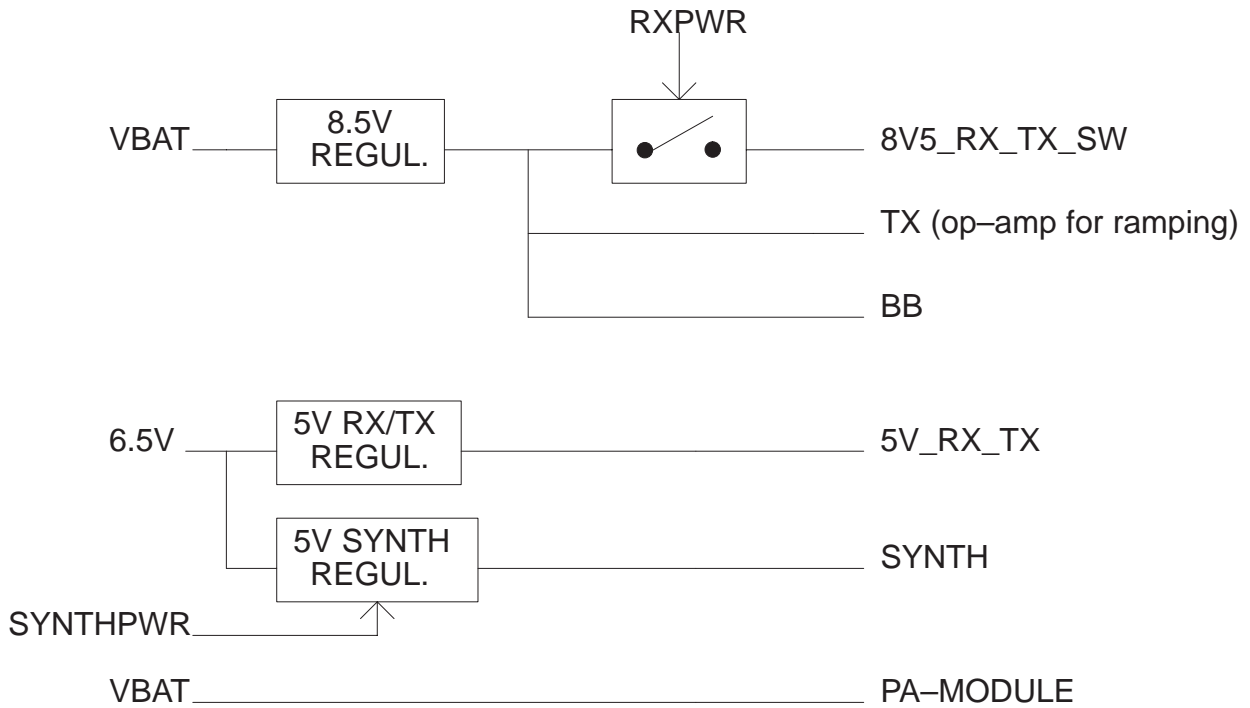 RXPWR
VBAT
8.5V
REGUL.
8V5_RX_TX_SW
TX (op–amp for ramping)
BB
6.5V
5V RX/TX
REGUL.
5V_RX_TX
5V SYNTH
REGUL.
SYNTH
SYNTHPWR
VBAT
PA–MODULE